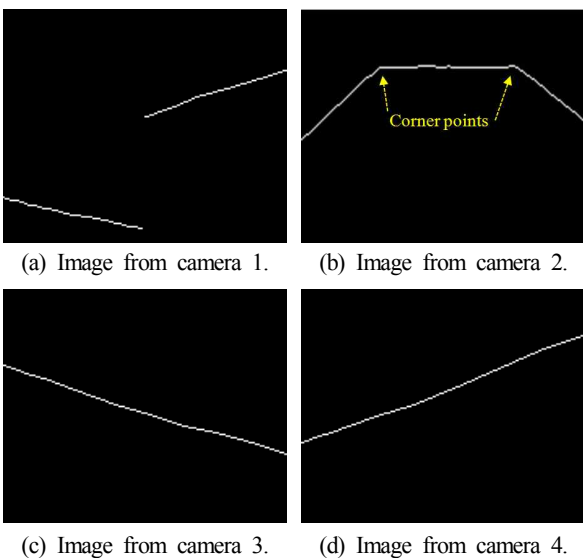 Corner points
(a) Image from camera 1.
(b) Image from camera 2.
(c) Image from camera 3.
(d) Image from camera 4.